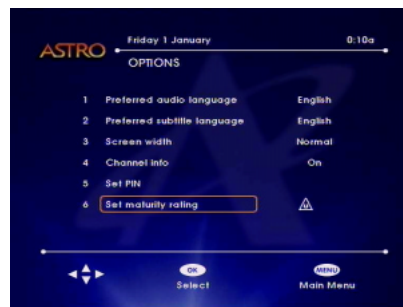 Friday 1 January 0:10a
ASTRO
OPTIONS
1 Preferred audio language English
2 Preferred subtitle language English
3 Screen width Normal
4 Channel info On
5 Set PIN
6 Set maturity rating U
OK MENU
Select Main Menu